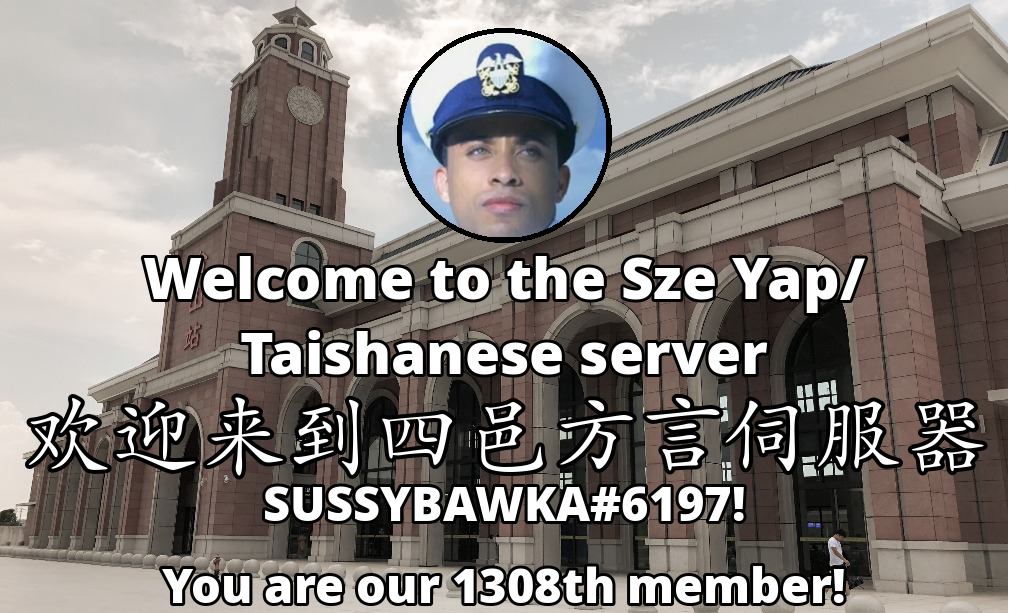 Welcome to the Sze Yap/
Taishanese server
欢迎来到四邑方言伺服器
SUSSYBAWKA#6197!
You are our 1308th member!
站